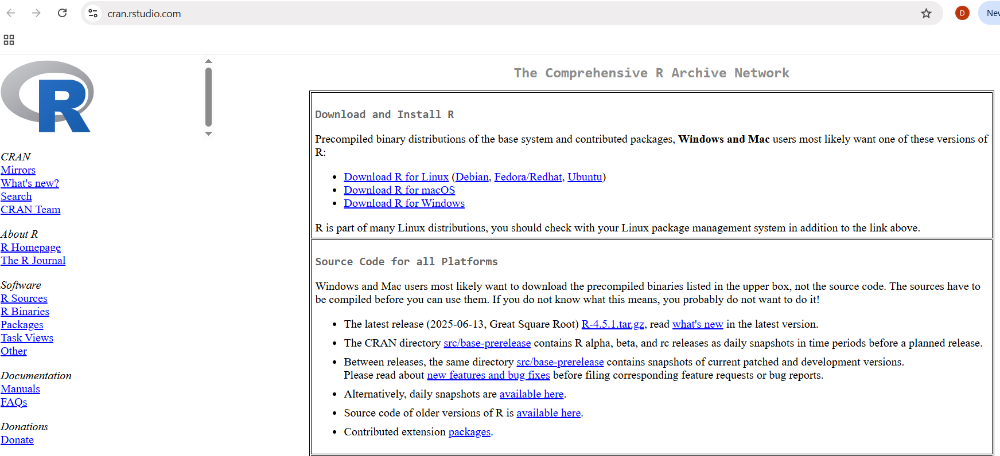 cran.rstudio.com
D
New
R
CRAN
Mirrors
What's new?
Search
CRAN Team
About R
R Homepage
The R Journal
Software
R Sources
R Binaries
Packages
Task Views
Other
Documentation
Manuals
FAQs
Donations
Donate
The Comprehensive R Archive Network
Download and Install R
Precompiled binary distributions of the base system and contributed packages, Windows and Mac users most likely want one of these versions of
R:
• Download R for Linux (Debian, Fedora/Redhat, Ubuntu)
• Download R for macOS
• Download R for Windows
R is part of many Linux distributions, you should check with your Linux package management system in addition to the link above.
Source Code for all Platforms
Windows and Mac users most likely want to download the precompiled binaries listed in the upper box, not the source code. The sources have to
be compiled before you can use them. If you do not know what this means, you probably do not want to do it!
• The latest release (2025-06-13, Great Square Root) R-4.5.1.tar.gz, read what's new in the latest version.
• The CRAN directory src/base-prerelease contains R alpha, beta, and rc releases as daily snapshots in time periods before a planned release.
• Between releases, the same directory src/base-prerelease contains snapshots of current patched and development versions.
Please read about new features and bug fixes before filing corresponding feature requests or bug reports.
• Alternatively, daily snapshots are available here.
• Source code of older versions of R is available here.
• Contributed extension packages.